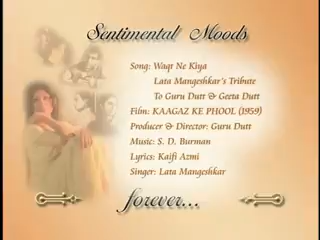 Sentimental Moods
Song: Waqt Ne Kiya
Lata Mangeshkar's Tribute
To Guru Dutt & Geeta Dutt
Film: KAAGAZ KE PHOOL (1959)
Producer & Director: Guru Dutt
Music: S. D. Burman
Lyrics: Kaifi Azmi
Singer: Lata Mangeshkar
forever...